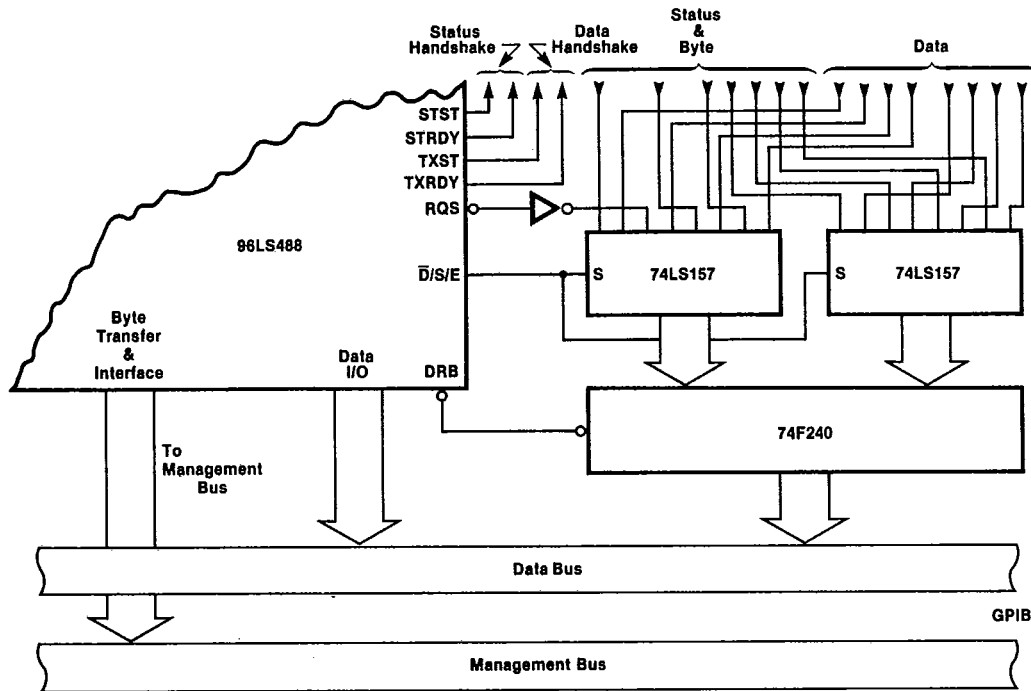 Status
Handshake
Data
Handshake
Status
&
Byte
Data
STST
STRDY
TXST
TXRDY
RQS
96LS488
D̅/S/E
S
74LS157
S
74LS157
Byte
Transfer
&
Interface
Data
I/O
DRB
74F240
To
Management
Bus
Data Bus
GPIB
Management Bus